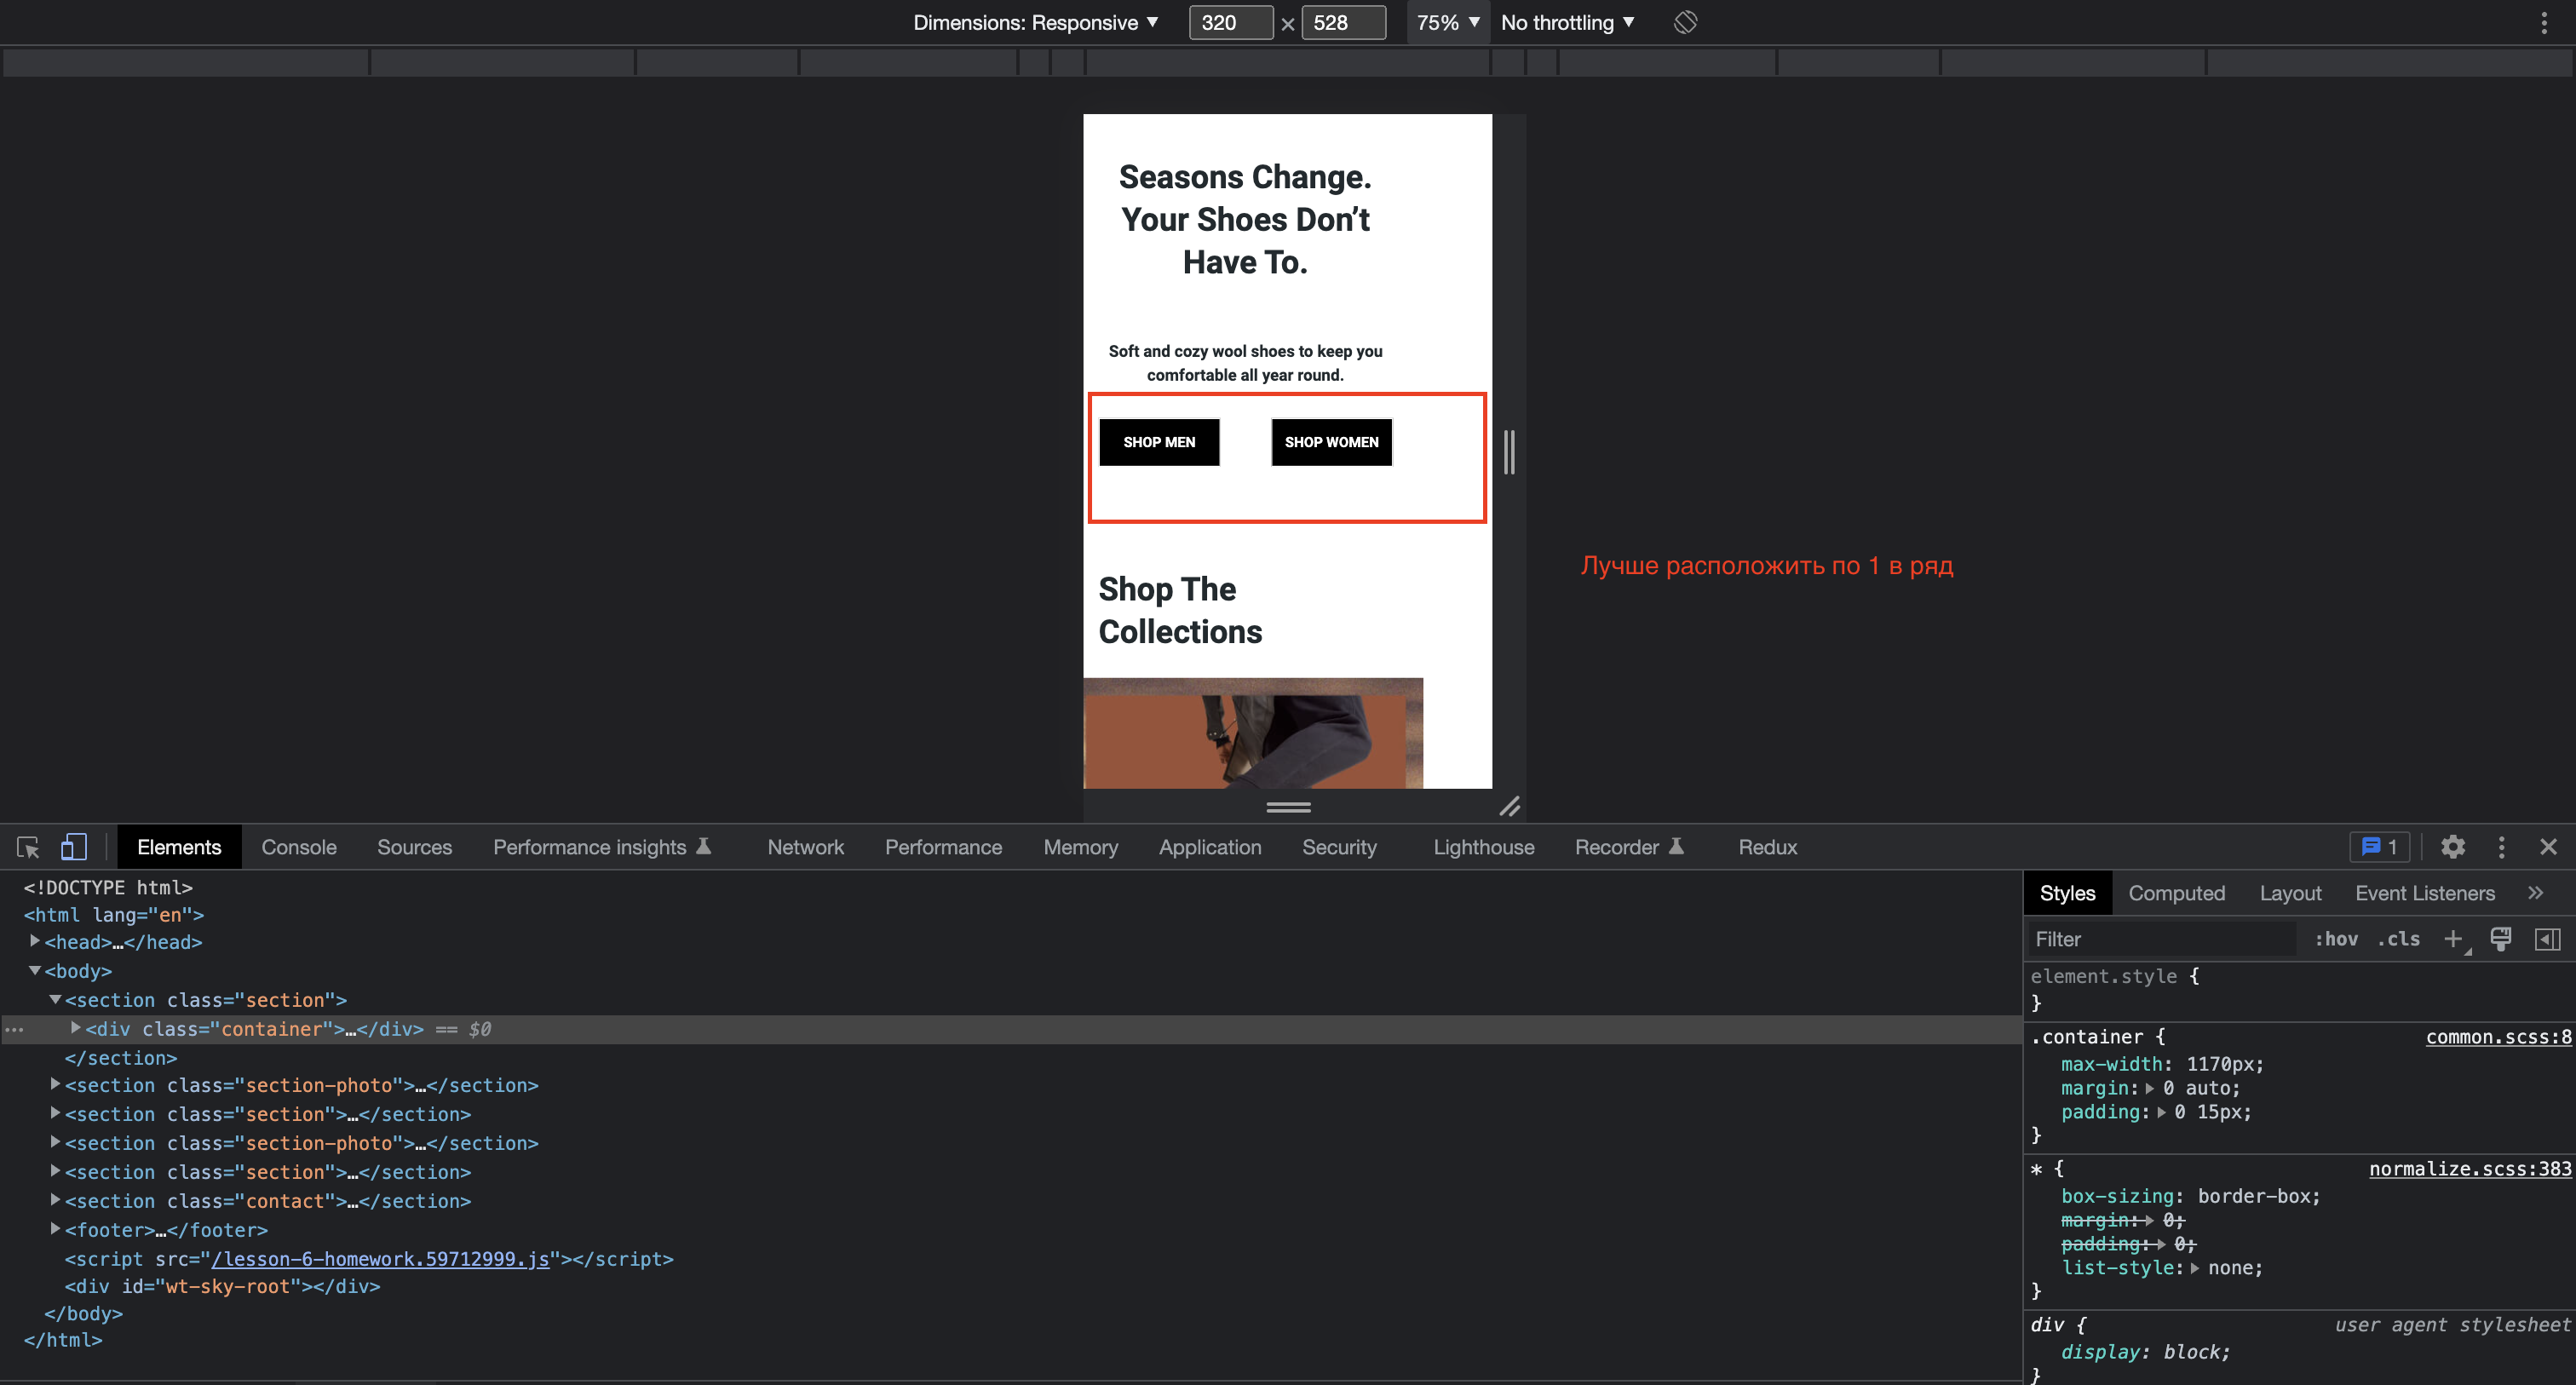 Dimensions: Responsive ▼ 320 × 528 75% ▼ No throttling ▼
Seasons Change.
Your Shoes Don’t
Have To.
Soft and cozy wool shoes to keep you
comfortable all year round.
SHOP MEN SHOP WOMEN
Лучше расположить по 1 в ряд
Shop The
Collections
Elements Console Sources Performance insights Network Performance Memory Application Security Lighthouse Recorder Redux 1
<!DOCTYPE html>
<html lang="en">
<head>…</head>
<body>
<section class="section">
<div class="container">…</div> == $0
</section>
<section class="section-photo">…</section>
<section class="section">…</section>
<section class="section-photo">…</section>
<section class="section">…</section>
<section class="contact">…</section>
<footer>…</footer>
<script src="/lesson-6-homework.59712999.js"></script>
<div id="wt-sky-root"></div>
</body>
</html>
Styles Computed Layout Event Listeners »
Filter :hov .cls +
element.style {
}
.container { common.scss:8
max-width: 1170px;
margin: 0 auto;
padding: 0 15px;
}
* { normalize.scss:383
box-sizing: border-box;
margin: 0;
padding: 0;
list-style: none;
}
div { user agent stylesheet
display: block;
}